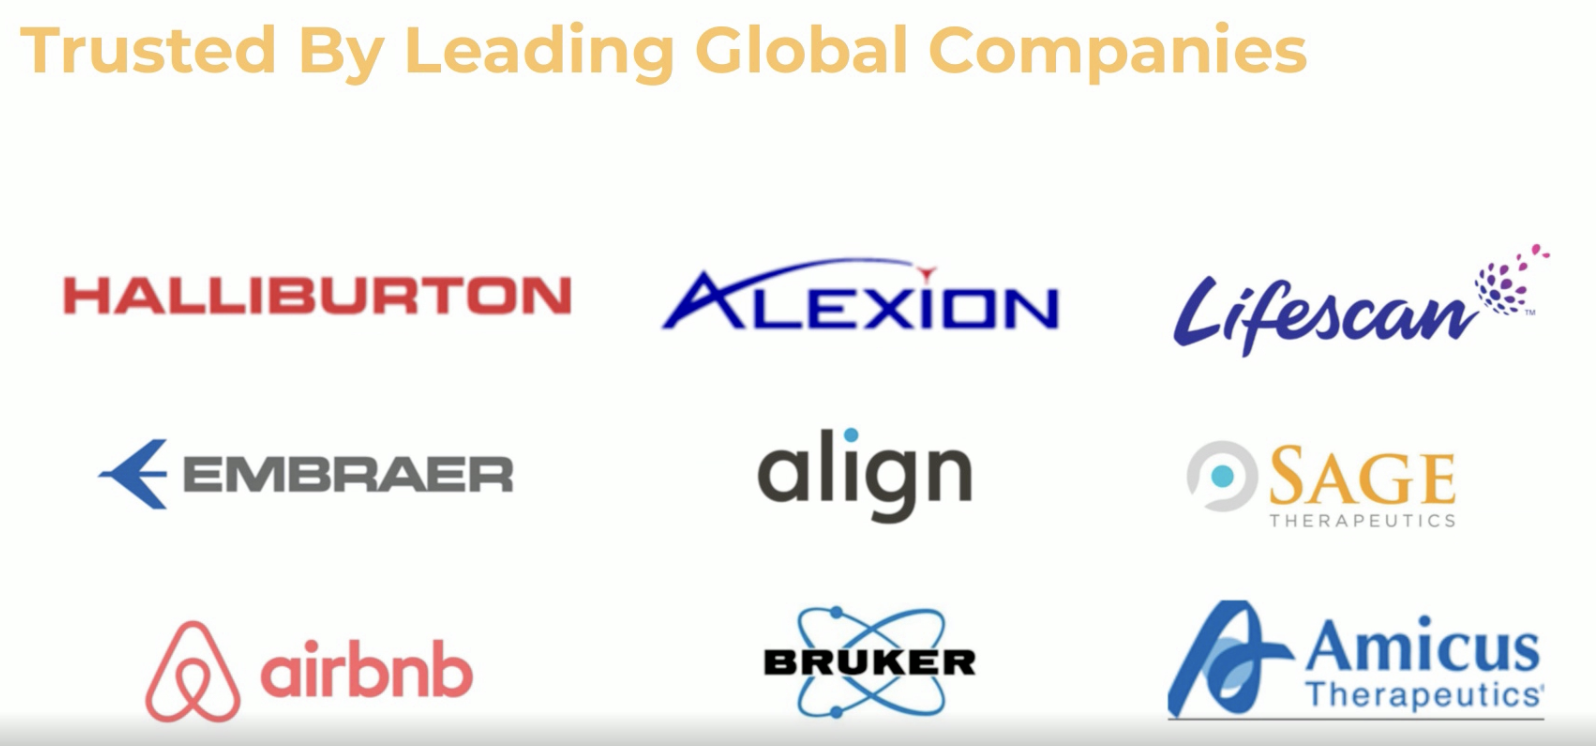 Trusted By Leading Global Companies
HALLIBURTON
ALEXION
Lifescan™
EMBRAER
align
SAGE
THERAPEUTICS
airbnb
BRUKER
Amicus
Therapeutics